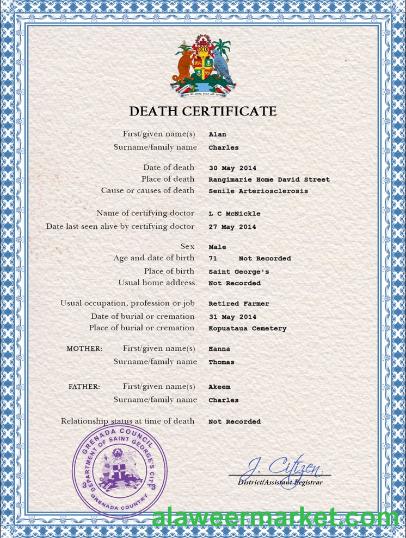 DEATH CERTIFICATE
First/given name(s) Alan
Surname/family name Charles
Date of death 30 May 2014
Place of death Rangimarie Home David Street
Cause or causes of death Senile Arteriosclerosis
Name of certifying doctor L C McNickle
Date last seen alive by certifying doctor 27 May 2014
Sex Male
Age and date of birth 71 Not Recorded
Place of birth Saint George's
Usual home address Not Recorded
Usual occupation, profession or job Retired Farmer
Date of burial or cremation 31 May 2014
Place of burial or cremation Kopuataua Cemetery
MOTHER: First/given name(s) Hanna
Surname/family name Thomas
FATHER: First/given name(s) Akeem
Surname/family name Charles
Relationship status at time of death Not Recorded
GRENADA COUNCIL
DEPARTMENT OF SAINT GEORGE'S CITY
GRENADA COUNTRY
J. Citizen
District/Assistant Registrar
alaweermarket.com